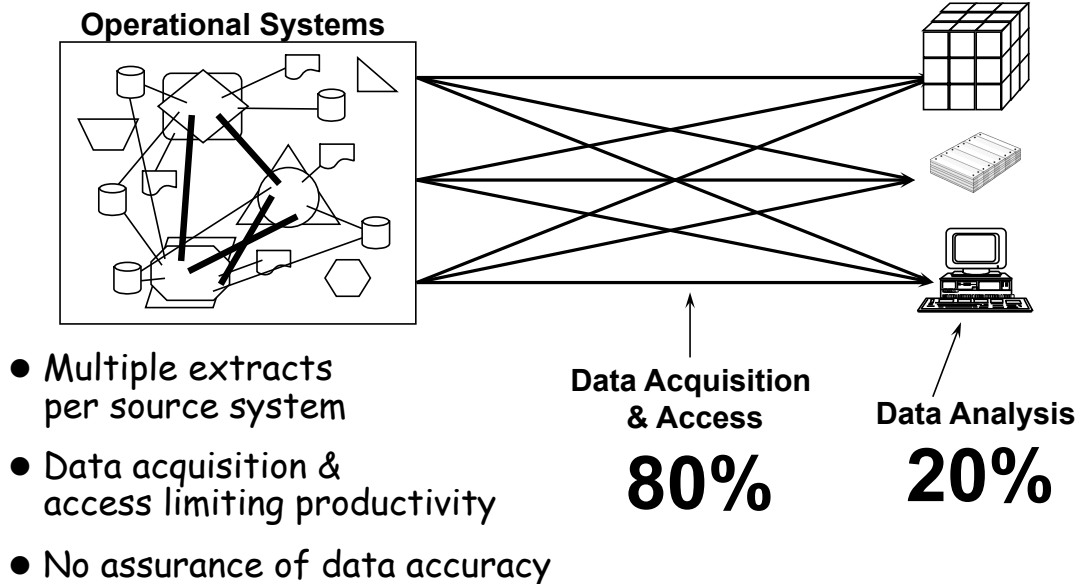 Operational Systems
● Multiple extracts
per source system
● Data acquisition &
access limiting productivity
● No assurance of data accuracy
Data Acquisition
& Access
80%
Data Analysis
20%